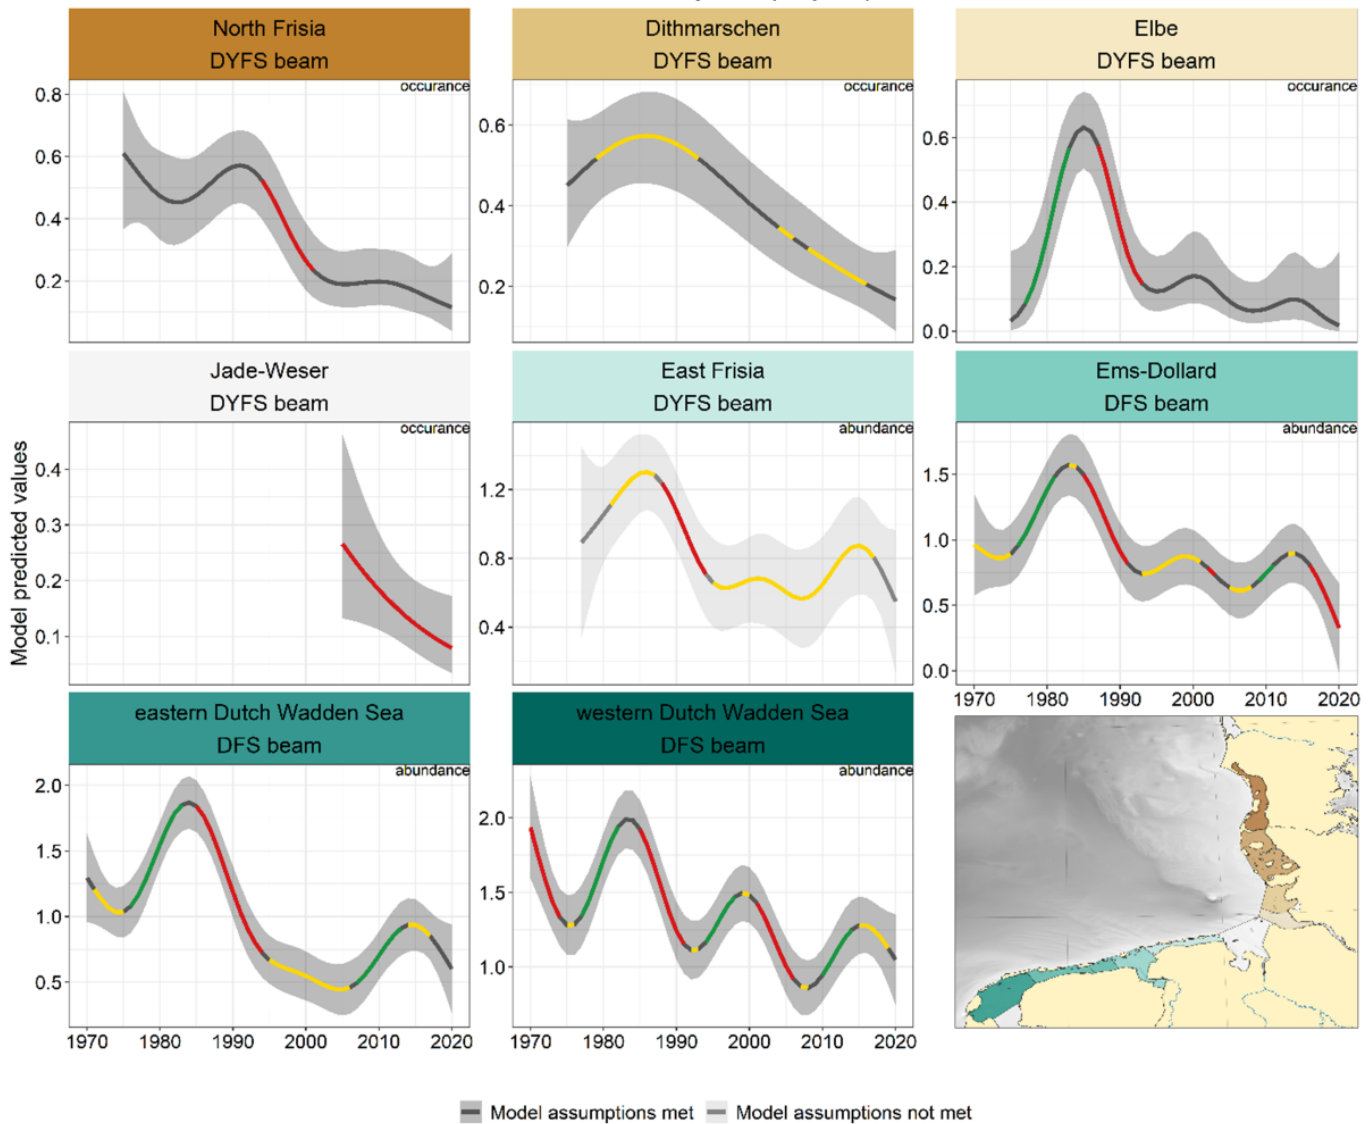 North Frisia
DYFS beam
Dithmarschen
DYFS beam
Elbe
DYFS beam
occurance
occurance
occurance
0.8
0.6
0.4
0.2
0.6
0.4
0.2
0.6
0.4
0.2
0.0
Jade-Weser
DYFS beam
East Frisia
DYFS beam
Ems-Dollard
DFS beam
occurance
abundance
abundance
Model predicted values
0.4
0.3
0.2
0.1
1.2
0.8
0.4
1.5
1.0
0.5
0.0
1970 1980 1990 2000 2010 2020
eastern Dutch Wadden Sea
DFS beam
western Dutch Wadden Sea
DFS beam
abundance
abundance
2.0
1.5
1.0
0.5
2.0
1.5
1.0
1970 1980 1990 2000 2010 2020
1970 1980 1990 2000 2010 2020
Model assumptions met Model assumptions not met